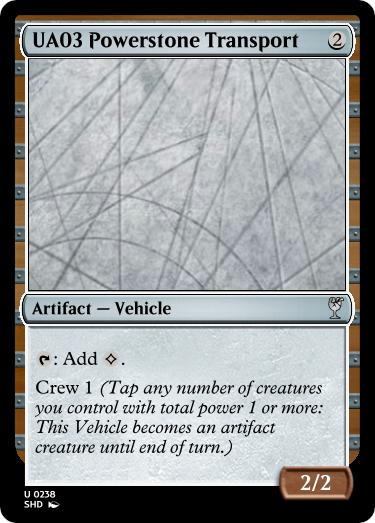 UA03 Powerstone Transport 2
Artifact — Vehicle
: Add .
Crew 1 (Tap any number of creatures
you control with total power 1 or more:
This Vehicle becomes an artifact
creature until end of turn.)
2/2
U 0238
SHD